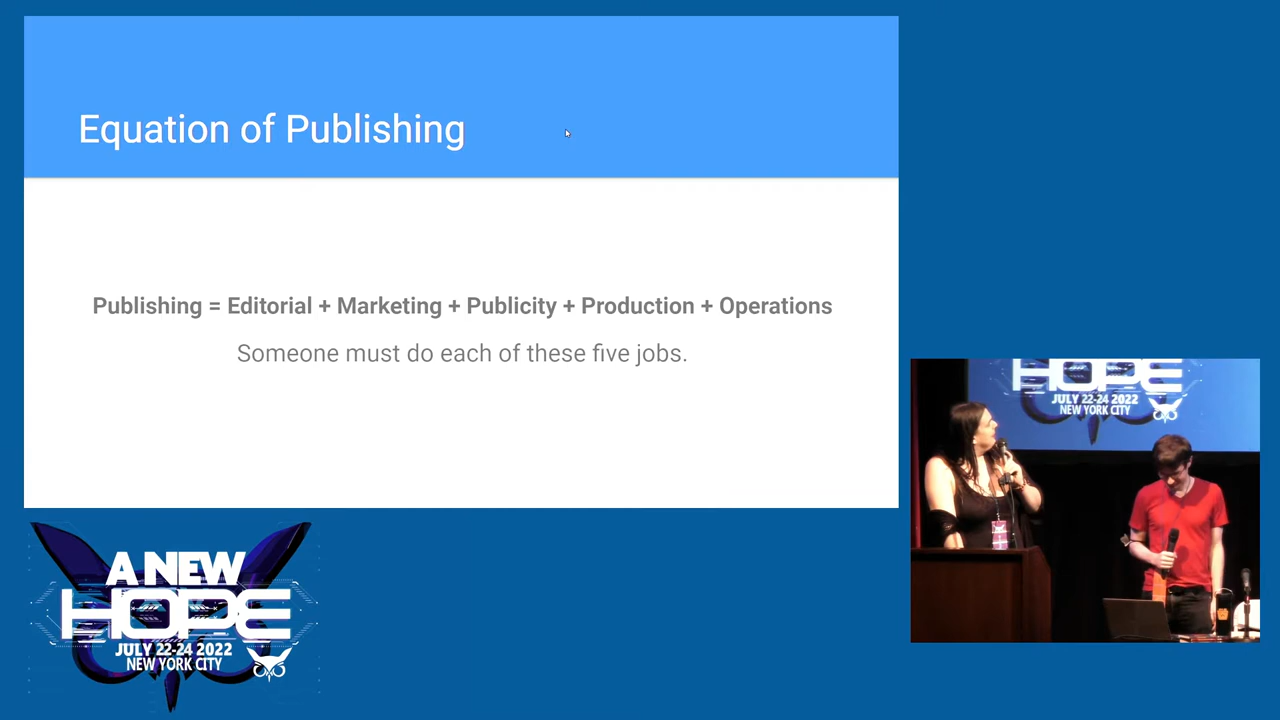 Equation of Publishing
Publishing = Editorial + Marketing + Publicity + Production + Operations
Someone must do each of these five jobs.
HOPE
JULY 22-24 2022
NEW YORK CITY
A NEW
HOPE
JULY 22-24 2022
NEW YORK CITY